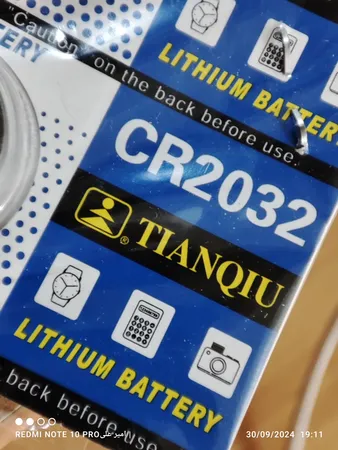 "Caution
TERY
on the back before use.
LITHIUM BATTERY
CR2032
TIANQIU
®
LITHIUM BATTERY
back before use
REDMI NOTE 10 PRO
30/09/2024 19:11